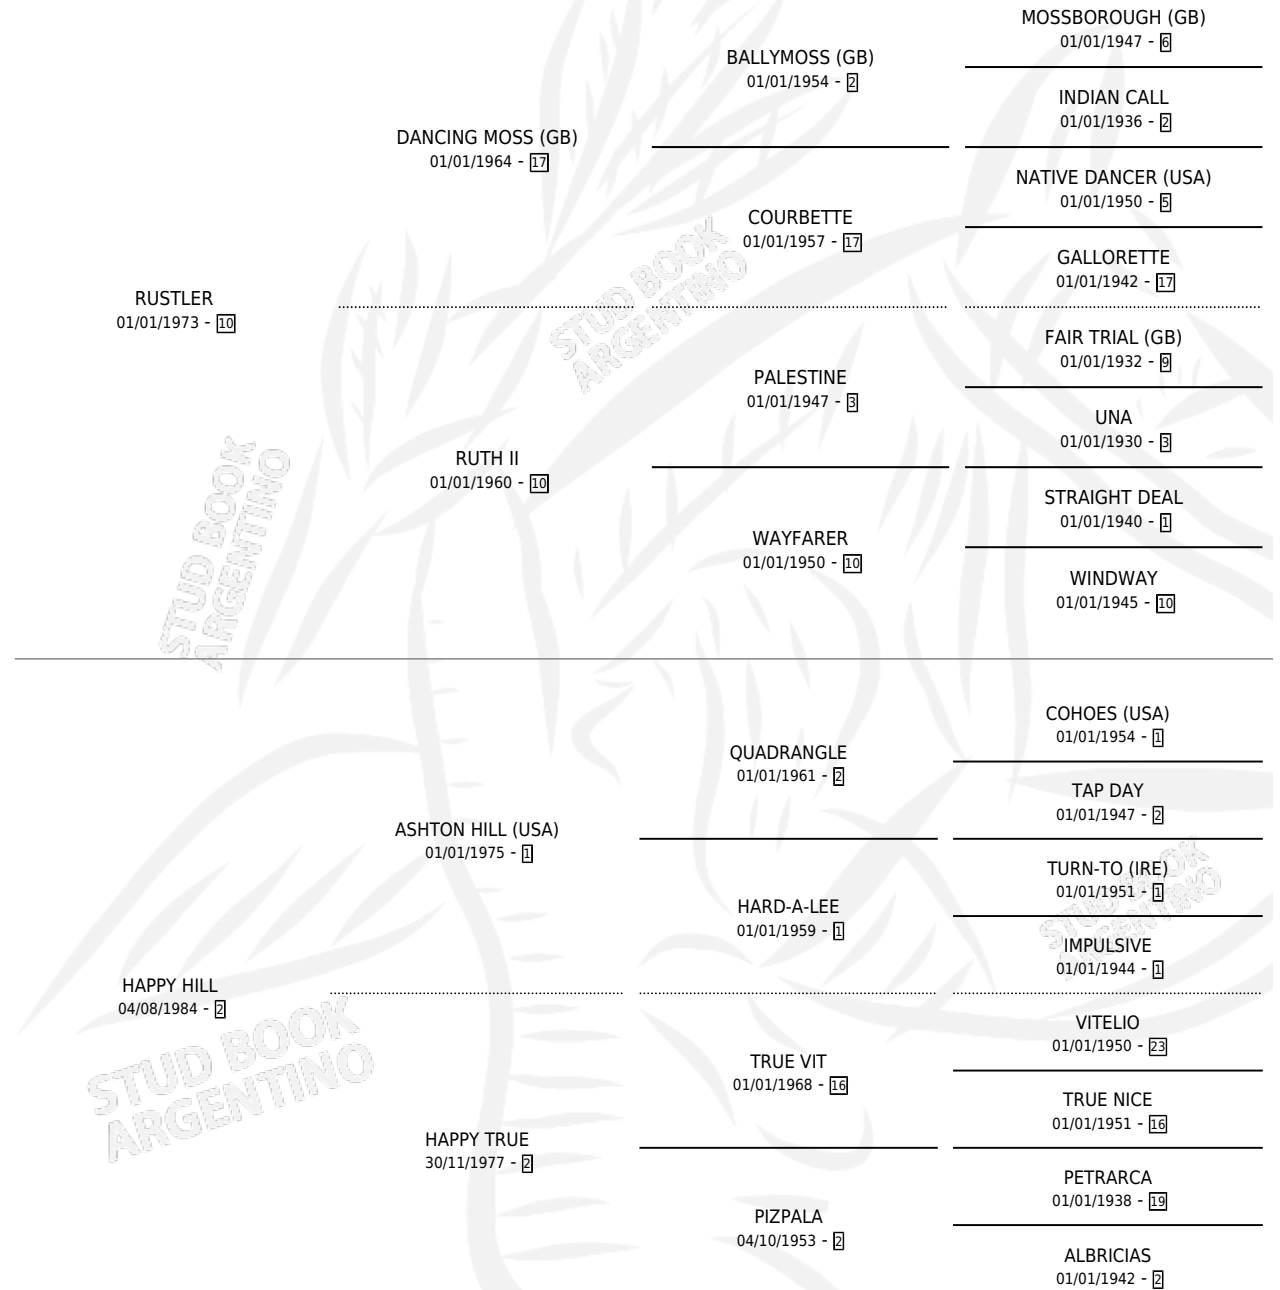 MOSSBOROUGH (GB)
01/01/1947 - 6
BALLYMOSS (GB)
01/01/1954 - 2
INDIAN CALL
01/01/1936 - 2
DANCING MOSS (GB)
01/01/1964 - 17
NATIVE DANCER (USA)
01/01/1950 - 5
COURBETTE
01/01/1957 - 17
GALLORETTE
01/01/1942 - 17
RUSTLER
01/01/1973 - 10
FAIR TRIAL (GB)
01/01/1932 - 9
PALESTINE
01/01/1947 - 3
UNA
01/01/1930 - 3
RUTH II
01/01/1960 - 10
STRAIGHT DEAL
01/01/1940 - 1
WAYFARER
01/01/1950 - 10
WINDWAY
01/01/1945 - 10
COHOES (USA)
01/01/1954 - 1
QUADRANGLE
01/01/1961 - 2
TAP DAY
01/01/1947 - 2
ASHTON HILL (USA)
01/01/1975 - 1
TURN-TO (IRE)
01/01/1951 - 1
HARD-A-LEE
01/01/1959 - 1
IMPULSIVE
01/01/1944 - 1
HAPPY HILL
04/08/1984 - 2
VITELIO
01/01/1950 - 23
TRUE VIT
01/01/1968 - 16
TRUE NICE
01/01/1951 - 16
HAPPY TRUE
30/11/1977 - 2
PETRARCA
01/01/1938 - 19
PIZPALA
04/10/1953 - 2
ALBRICIAS
01/01/1942 - 2
STUD BOOK
ARGENTINO
STUD BOOK
ARGENTINO
STUD BOOK
ARGENTINO
STUD BOOK
ARGENTINO